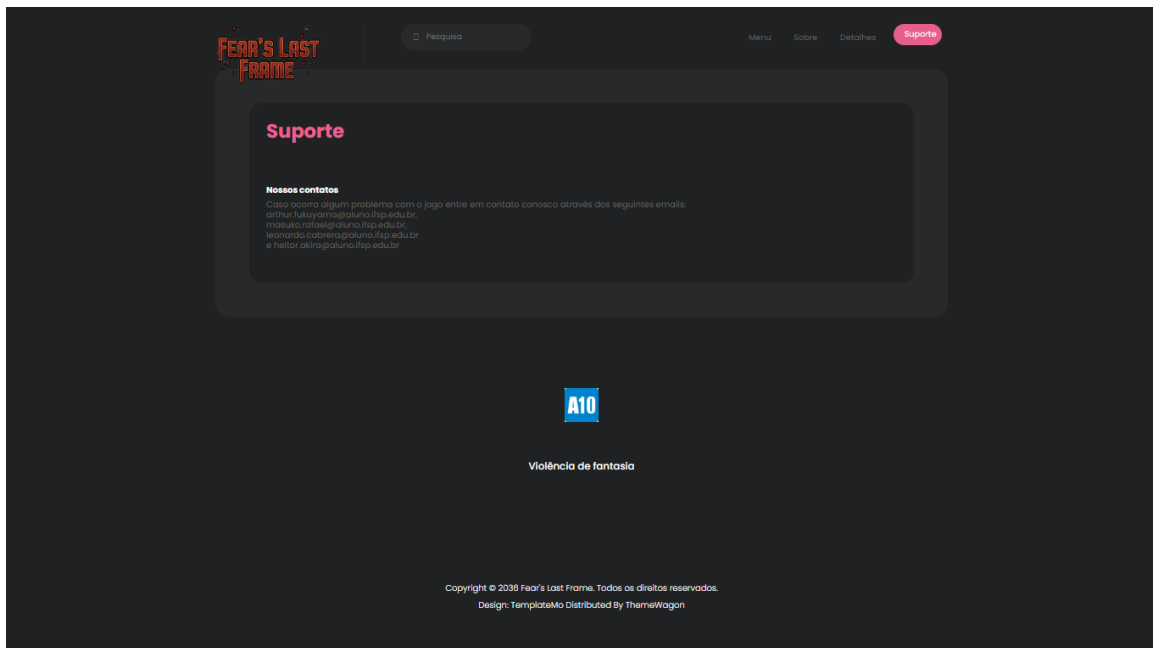 FEAR'S LAST
FRAME
Pesquisa
Menu
Sobre
Detalhes
Suporte
Suporte
Nossos contatos
Caso ocorra algum problema com o jogo entre em contato conosco através dos seguintes emails:
arthur.fukuyama@aluno.ifsp.edu.br,
masuko.rafael@aluno.ifsp.edu.br,
leonardo.cabrera@aluno.ifsp.edu.br
e heitor.akira@aluno.ifsp.edu.br
A10
Violência de fantasia
Copyright © 2036 Fear's Last Frame. Todos os direitos reservados.
Design: TemplateMo Distributed By ThemeWagon